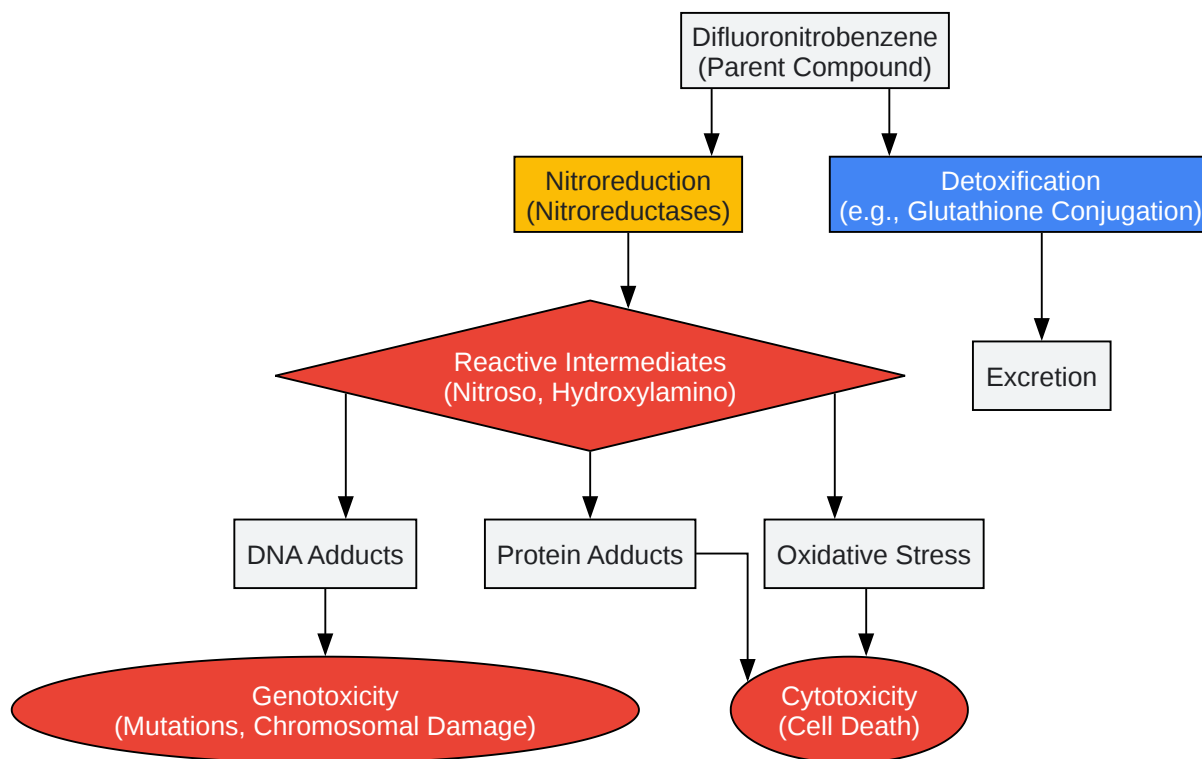 Difluoronitrobenzene
(Parent Compound)
Nitroreduction
(Nitroreductases)
Detoxification
(e.g., Glutathione Conjugation)
Reactive Intermediates
(Nitroso, Hydroxylamino)
Excretion
DNA Adducts
Protein Adducts
Oxidative Stress
Genotoxicity
(Mutations, Chromosomal Damage)
Cytotoxicity
(Cell Death)